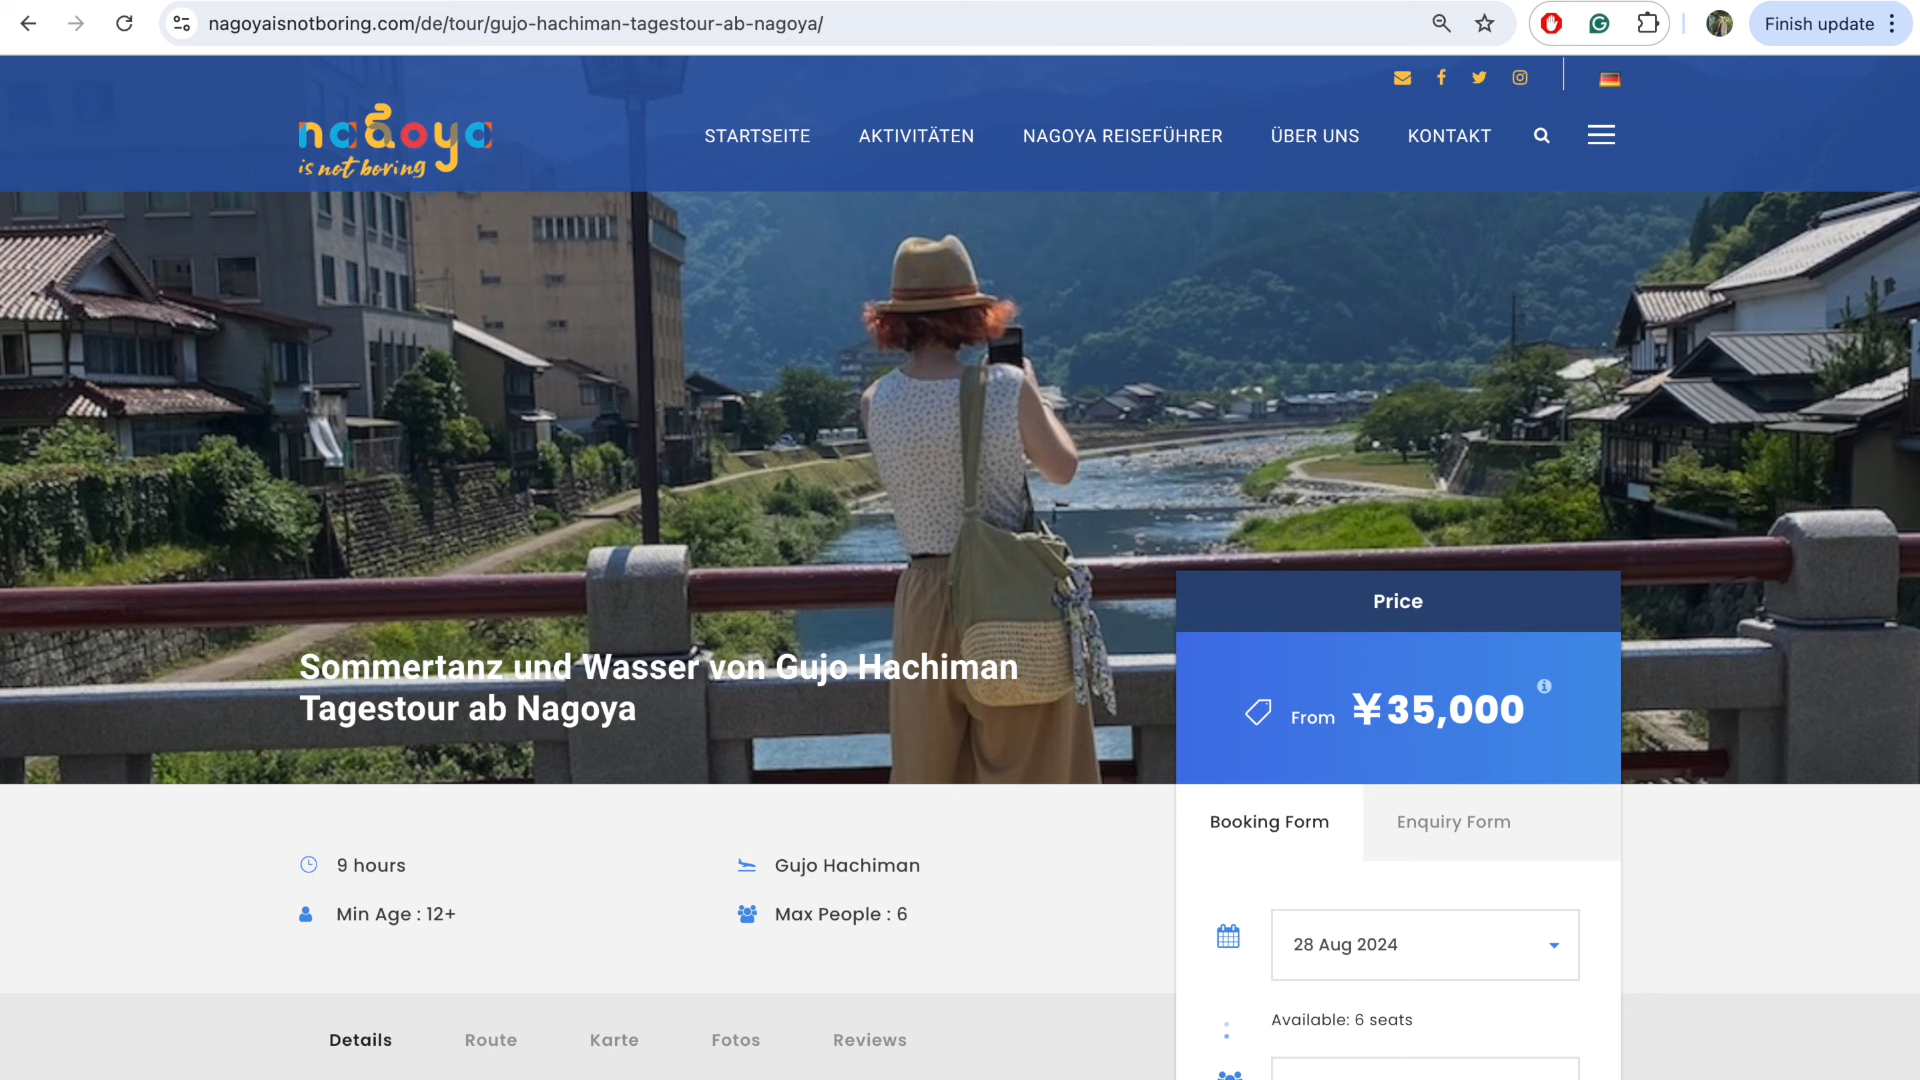 nagoyaisnotboring.com/de/tour/gujo-hachiman-tagestour-ab-nagoya/
Finish update
nagoya
is not boring
STARTSEITE
AKTIVITÄTEN
NAGOYA REISEFÜHRER
ÜBER UNS
KONTAKT
Sommertanz und Wasser von Gujo Hachiman
Tagestour ab Nagoya
Price
From ¥35,000
Booking Form
Enquiry Form
9 hours
Gujo Hachiman
Min Age : 12+
Max People : 6
28 Aug 2024
Available: 6 seats
Details
Route
Karte
Fotos
Reviews